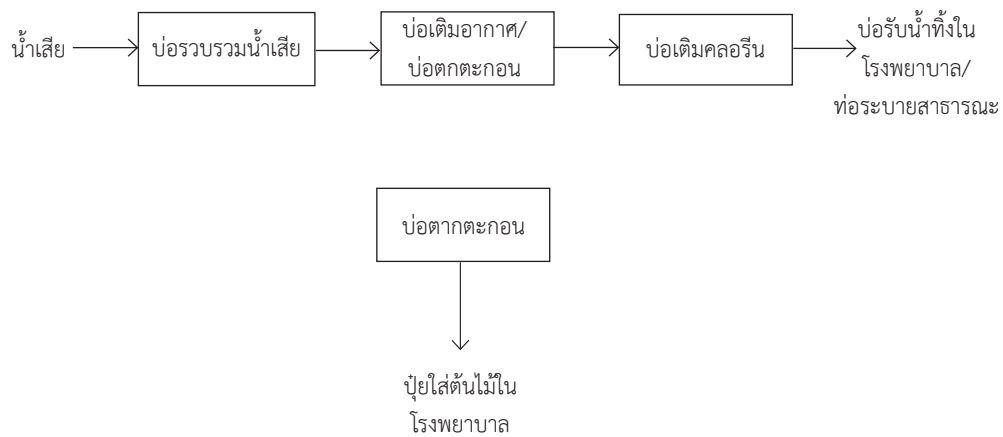 น้ำเสีย
บ่อรวบรวมน้ำเสีย
บ่อเติมอากาศ/
บ่อตกตะกอน
บ่อเติมคลอรีน
บ่อรับน้ำทิ้งใน
โรงพยาบาล/
ท่อระบายสาธารณะ
บ่อตากตะกอน
ปุ๋ยใส่ต้นไม้ใน
โรงพยาบาล